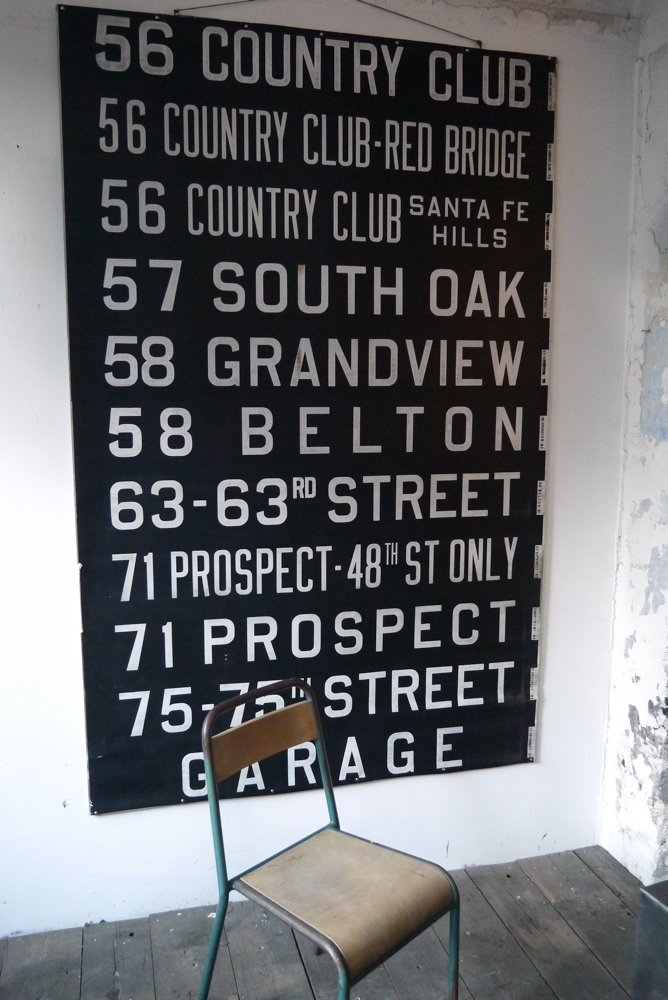 56 COUNTRY CLUB
56 COUNTRY CLUB-RED BRIDGE
56 COUNTRY CLUB SANTA FE HILLS
57 SOUTH OAK
58 GRANDVIEW
58 BELTON
63-63RD STREET
71 PROSPECT-48TH ST ONLY
71 PROSPECT
75-75TH STREET
GARAGE